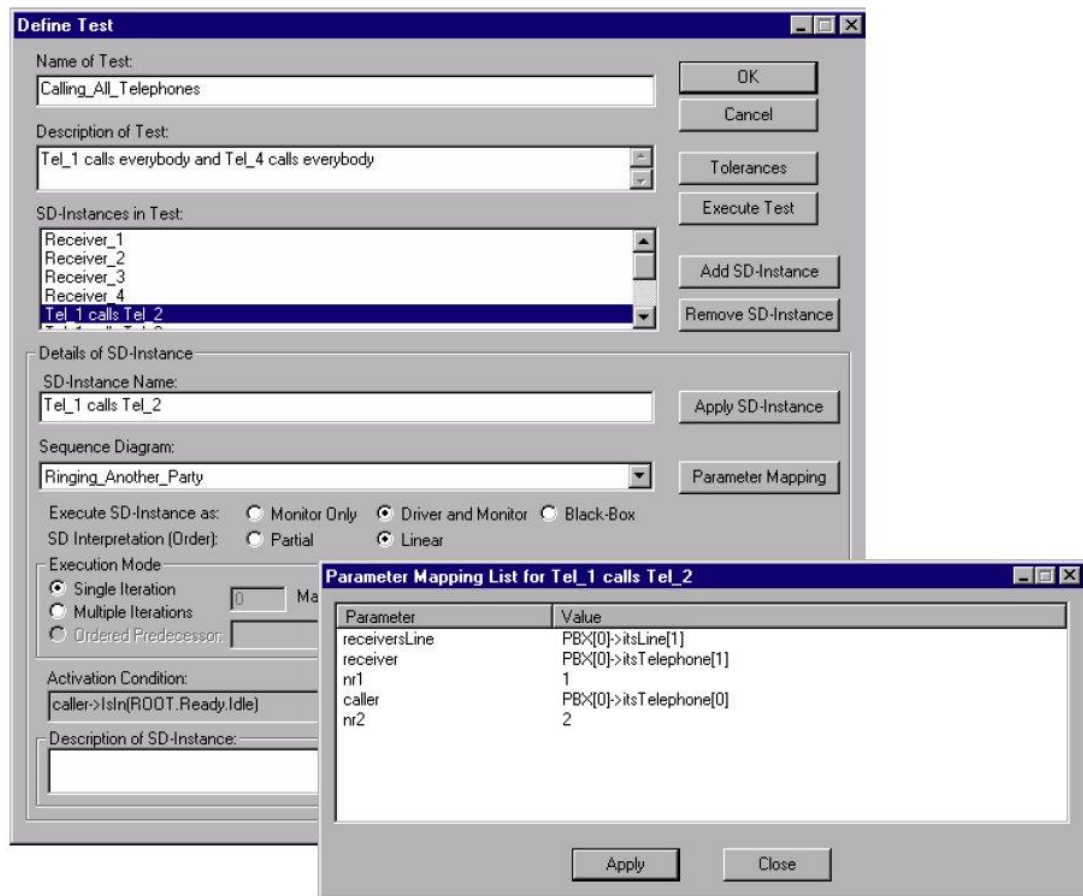 Define Test
Name of Test:
Calling_All_Telephones
OK
Cancel
Description of Test:
Tel_1 calls everybody and Tel_4 calls everybody
Tolerances
Execute Test
SD-Instances in Test:
Receiver_1
Receiver_2
Receiver_3
Receiver_4
Tel_1 calls Tel_2
Add SD-Instance
Remove SD-Instance
Details of SD-Instance
SD-Instance Name:
Tel_1 calls Tel_2
Apply SD-Instance
Sequence Diagram:
Ringing_Another_Party
Parameter Mapping
Execute SD-Instance as: Monitor Only Driver and Monitor Black-Box
SD Interpretation (Order): Partial Linear
Execution Mode
Single Iteration
Multiple Iterations
0 Ma
Ordered Predecessor:
Activation Condition:
caller->IsIn(ROOT.Ready.Idle)
Description of SD-Instance:
Parameter Mapping List for Tel_1 calls Tel_2
Parameter Value
receiversLine PBX[0]->itsLine[1]
receiver PBX[0]->itsTelephone[1]
nr1 1
caller PBX[0]->itsTelephone[0]
nr2 2
Apply Close